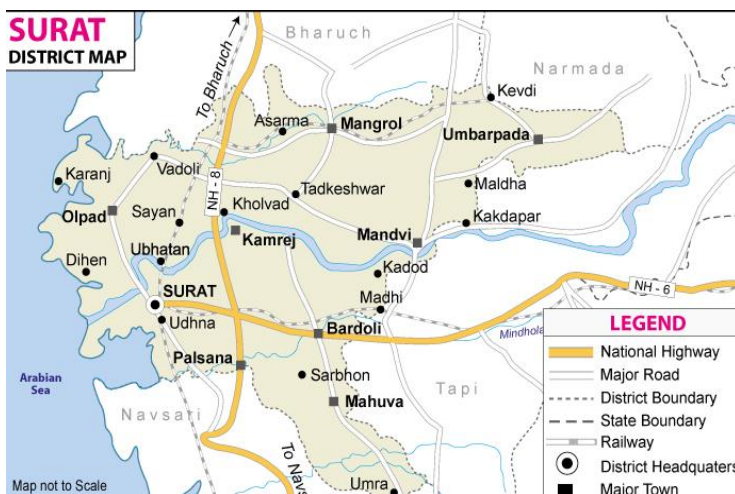 SURAT
DISTRICT MAP
To Bharuch
Bharuch
Narmada
Kevdi
Asarma
Mangrol
Umbarpada
Karanj
Vadoli
NH - 8
Tadkeshwar
Maldha
Olpad
Sayan
Kholvad
Kakdapar
Kamrej
Mandvi
Ubhatan
Dihen
Kadod
SURAT
Madhi
NH - 6
Udhna
Bardoli
Mindhola
Palsana
Arabian
Sea
Sarbhon
Tapi
Navsari
Mahuva
Umra
Map not to Scale
LEGEND
National Highway
Major Road
District Boundary
State Boundary
Railway
District Headquaters
Major Town